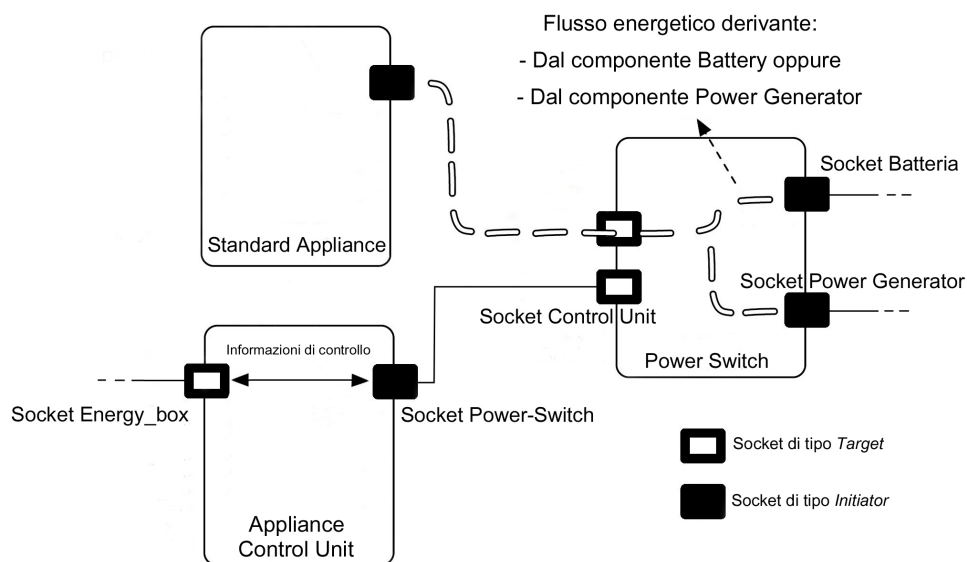 Flusso energetico derivante:
- Dal componente Battery oppure
- Dal componente Power Generator
Socket Batteria
Standard Appliance
Socket Power Generator
Socket Control Unit
Power Switch
Informazioni di controllo
Socket Energy_box
Socket Power-Switch
Socket di tipo Target
Socket di tipo Initiator
Appliance
Control Unit